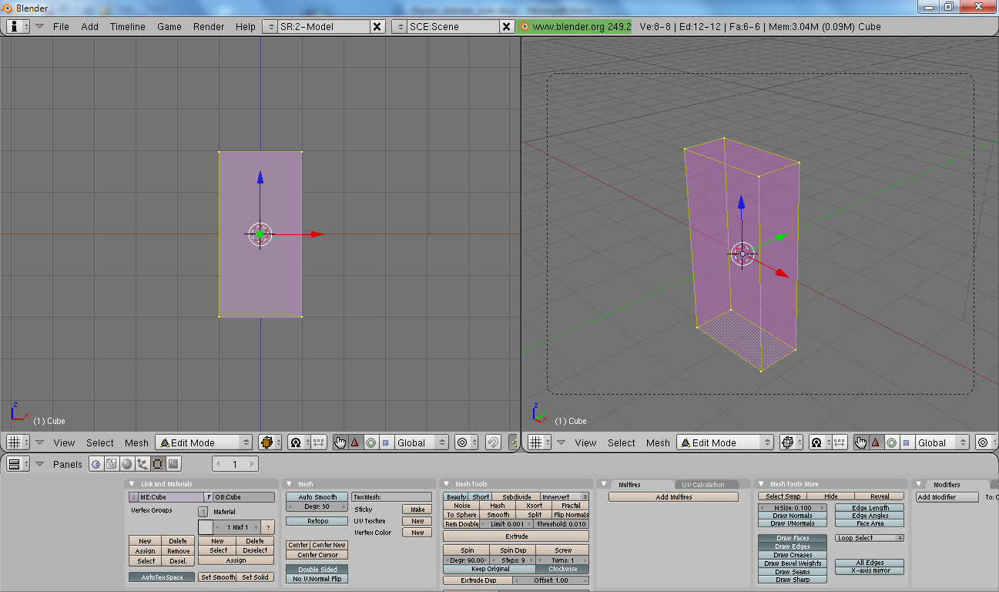 Blender
File Add Timeline Game Render Help SR:2-Model SCE:Scene www.blender.org 249.2 Ve:8-8 | Ed:12-12 | Fa:6-6 | Mem:3.04M (0.09M) Cube
z
x
(1) Cube
z
x
(1) Cube
View Select Mesh Edit Mode Global
View Select Mesh Edit Mode Global
Panels 1
Link and Materials
ME:Cube F OB:Cube
Vertex Groups
Material
1 Mat 1 ?
New Delete New Delete
Assign Remove Select Deselect
Select Desel. Assign
AutoTexSpace Set Smooth Set Solid
Mesh
Auto Smooth TexMesh:
Degr: 30 Sticky Make
Retopo UV Texture New
Vertex Color New
Center Center New
Center Cursor
Double Sided
No V.Normal Flip
Mesh Tools
Beauty Short Subdivide Innervert
Noise Hash Xsort Fractal
To Sphere Smooth Split Flip Normals
Rem Double Limit: 0.001 Threshold: 0.010
Extrude
Spin Spin Dup Screw
Degr: 90.00 Steps: 9 Turns: 1
Keep Original Clockwise
Extrude Dup Offset: 1.00
Multires UV Calculation
Add Multires
Mesh Tools More
Select Swap Hide Reveal
NSize: 0.100 Edge Length
Draw Normals Edge Angles
Draw VNormals Face Area
Draw Faces Loop Select
Draw Edges
Draw Creases
Draw Bevel Weights All Edges
Draw Seams X-axis mirror
Draw Sharp
Modifiers
Add Modifier To: C